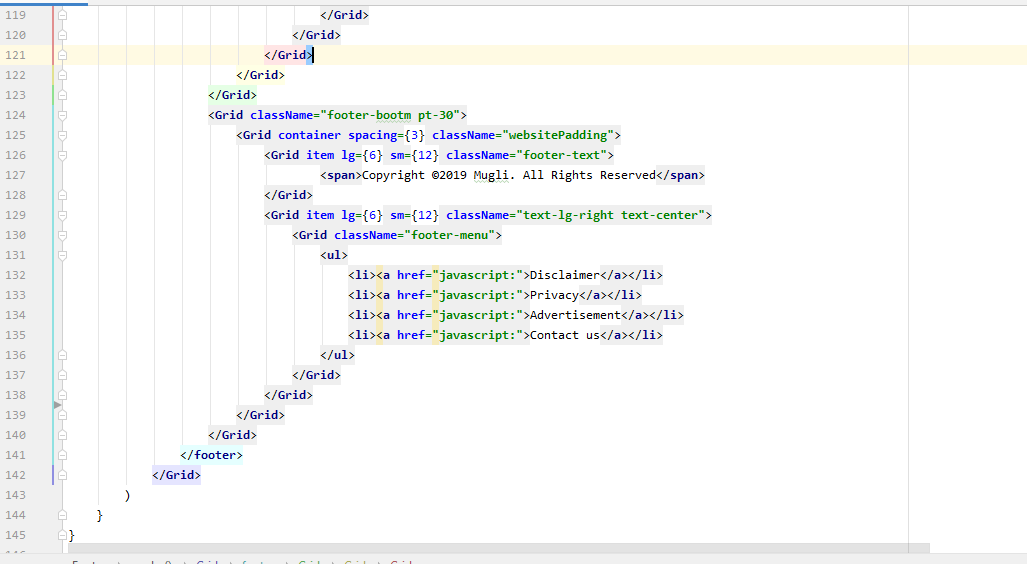 119 </Grid>
120 </Grid>
121 </Grid>
122 </Grid>
123 </Grid>
124 <Grid className="footer-bootm pt-30">
125 <Grid container spacing={3} className="websitePadding">
126 <Grid item lg={6} sm={12} className="footer-text">
127 <span>Copyright ©2019 Mugli. All Rights Reserved</span>
128 </Grid>
129 <Grid item lg={6} sm={12} className="text-lg-right text-center">
130 <Grid className="footer-menu">
131 <ul>
132 <li><a href="javascript:">Disclaimer</a></li>
133 <li><a href="javascript:">Privacy</a></li>
134 <li><a href="javascript:">Advertisement</a></li>
135 <li><a href="javascript:">Contact us</a></li>
136 </ul>
137 </Grid>
138 </Grid>
139 </Grid>
140 </Grid>
141 </footer>
142 </Grid>
143 )
144 }
145 }